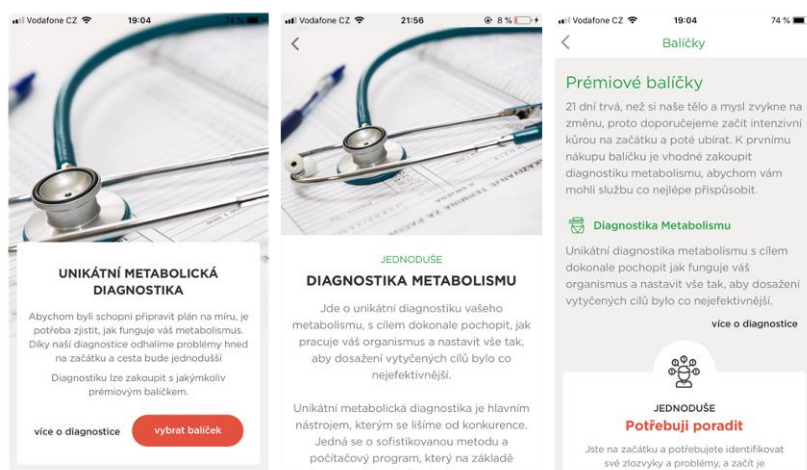 Vodafone CZ 19:04 74 %
UNIKÁTNÍ METABOLICKÁ
DIAGNOSTIKA
Abychom byli schopni připravit plán na míru, je
potřeba zjistit, jak funguje váš metabolismus.
Díky naší diagnostice odhalíme problémy hned
na začátku a cesta bude jednodušší
Diagnostiku lze zakoupit s jakýmkoliv
prémiovým balíčkem.
více o diagnostice
vybrat balíček
Vodafone CZ 21:56 8 %
JEDNODUŠE
DIAGNOSTIKA METABOLISMU
Jde o unikátní diagnostiku vašeho
metabolismu, s cílem dokonale pochopit, jak
pracuje váš organismus a nastavit vše tak,
aby dosažení vytyčených cílů bylo co
nejefektivnější.
Unikátní metabolická diagnostika je hlavním
nástrojem, kterým se lišíme od konkurence.
Jedná se o sofistikovanou metodu a
počítačový program, který na základě
Vodafone CZ 19:04 74 %
Balíčky
Prémiové balíčky
21 dní trvá, než si naše tělo a mysl zvykne na
změnu, proto doporučujeme začít intenzivní
kůrou na začátku a poté ubírat. K prvnímu
nákupu balíčku je vhodné zakoupit
diagnostiku metabolismu, abychom vám
mohli službu co nejlépe přispůsobit.
Diagnostika Metabolismu
Unikátní diagnostika metabolismu s cílem
dokonale pochopit jak funguje váš
organismus a nastavit vše tak, aby dosažení
vytyčených cílů bylo co nejefektivnější.
více o diagnostice
JEDNODUŠE
Potřebuji poradit
Jste na začátku a potřebujete identifikovat
své zlozvyky a problémy, a začít je